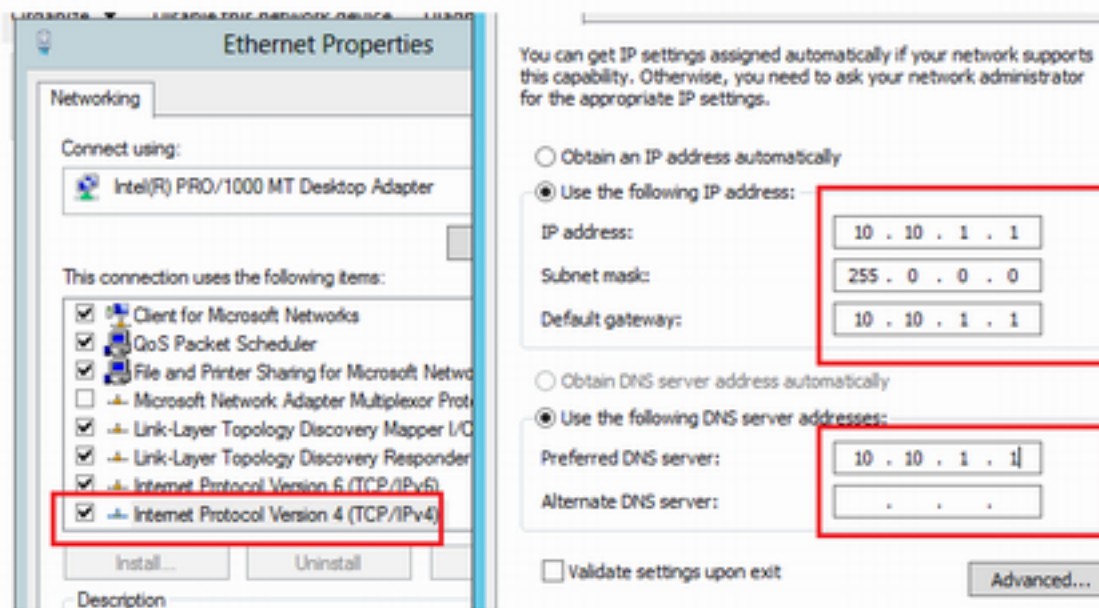 Organize Disable this network device
Ethernet Properties
Networking
Connect using:
Intel(R) PRO/1000 MT Desktop Adapter
This connection uses the following items:
Client for Microsoft Networks
QoS Packet Scheduler
File and Printer Sharing for Microsoft Netwo
Microsoft Network Adapter Multiplexor Prot
Link-Layer Topology Discovery Mapper I/O
Link-Layer Topology Discovery Responder
Internet Protocol Version 6 (TCP/IPv6)
Internet Protocol Version 4 (TCP/IPv4)
Install...
Uninstall
Description
You can get IP settings assigned automatically if your network supports
this capability. Otherwise, you need to ask your network administrator
for the appropriate IP settings.
Obtain an IP address automatically
Use the following IP address:
IP address: 10 . 10 . 1 . 1
Subnet mask: 255 . 0 . 0 . 0
Default gateway: 10 . 10 . 1 . 1
Obtain DNS server address automatically
Use the following DNS server addresses:
Preferred DNS server: 10 . 10 . 1 . 1
Alternate DNS server: . . .
Validate settings upon exit
Advanced...